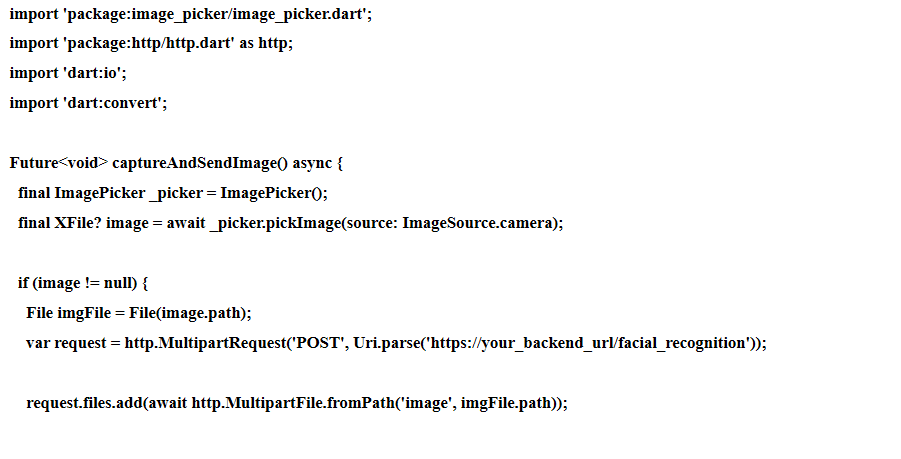 import 'package:image_picker/image_picker.dart';
import 'package:http/http.dart' as http;
import 'dart:io';
import 'dart:convert';
Future<void> captureAndSendImage() async {
final ImagePicker _picker = ImagePicker();
final XFile? image = await _picker.pickImage(source: ImageSource.camera);
if (image != null) {
File imgFile = File(image.path);
var request = http.MultipartRequest('POST', Uri.parse('https://your_backend_url/facial_recognition'));
request.files.add(await http.MultipartFile.fromPath('image', imgFile.path));